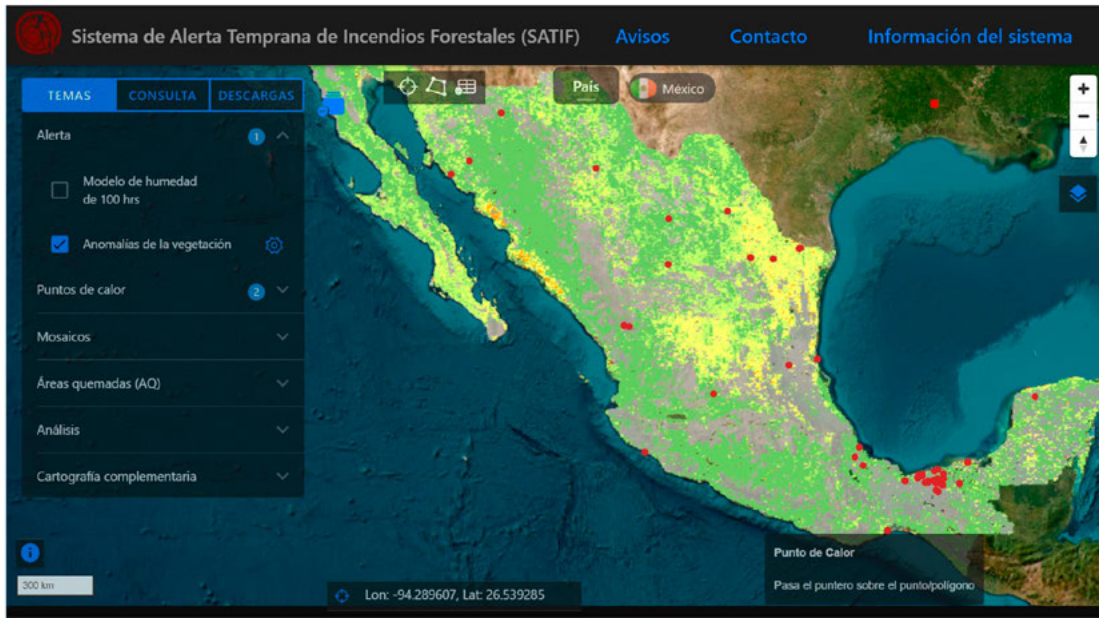 Sistema de Alerta Temprana de Incendios Forestales (SATIF)
Avisos
Contacto
Información del sistema
TEMAS
CONSULTA
DESCARGAS
País
México
Alerta
1
Modelo de humedad
de 100 hrs
Anomalías de la vegetación
Puntos de calor
2
Mosaicos
Áreas quemadas (AQ)
Análisis
Cartografía complementaria
Punto de Calor
Pasa el puntero sobre el punto/polígono
300 km
Lon: -94.289607, Lat: 26.539285